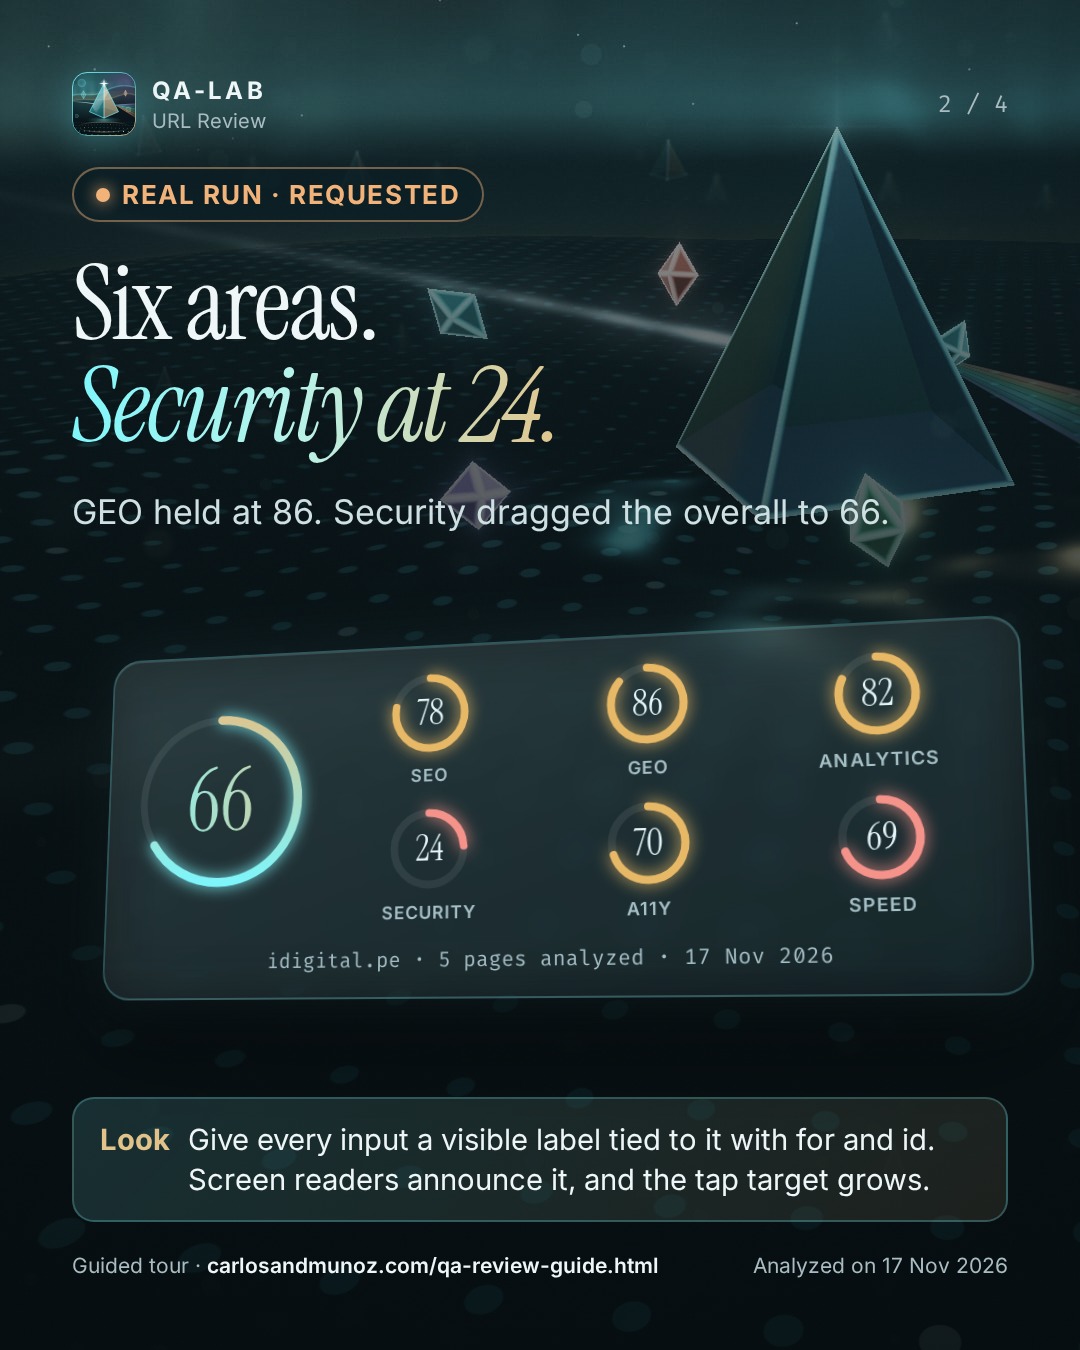 QA-LAB
URL Review
2 / 4
REAL RUN · REQUESTED
Six areas.
Security at 24.
GEO held at 86. Security dragged the overall to 66.
66
78
SEO
86
GEO
82
ANALYTICS
24
SECURITY
70
A11Y
69
SPEED
idigital.pe · 5 pages analyzed · 17 Nov 2026
Look Give every input a visible label tied to it with for and id.
Screen readers announce it, and the tap target grows.
Guided tour · carlosandmunoz.com/qa-review-guide.html
Analyzed on 17 Nov 2026